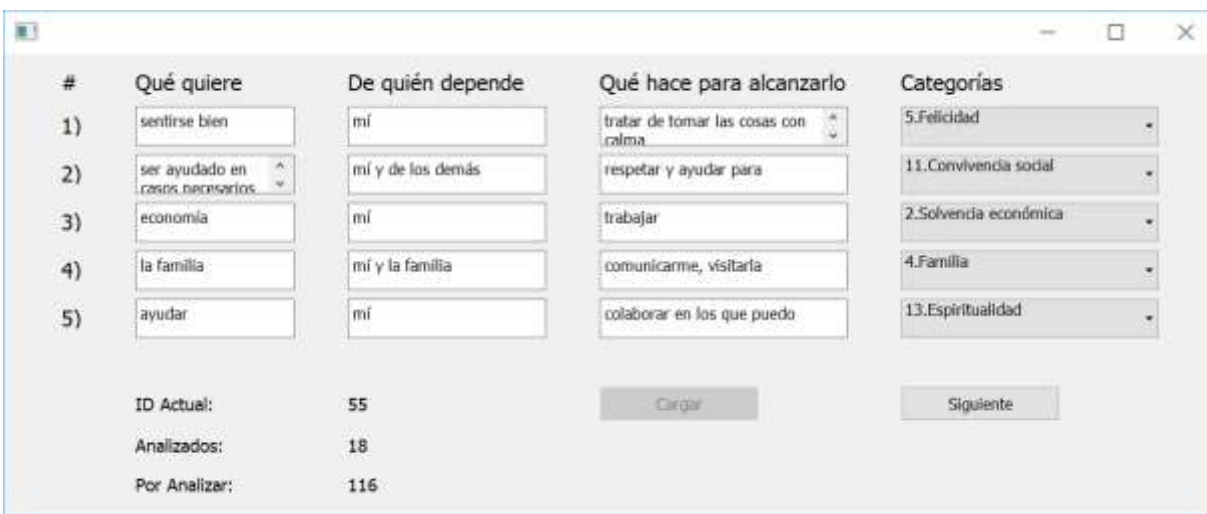 # Qué quiere De quién depende Qué hace para alcanzarlo Categorías
1) sentirse bien mí tratar de tomar las cosas con calma 5.Felicidad
2) ser ayudado en casos necesarios mí y de los demás respetar y ayudar para 11.Convivencia social
3) economía mí trabajar 2.Solvencia económica
4) la familia mí y la familia comunicarme, visitarla 4.Familia
5) ayudar mí colaborar en los que puedo 13.Espiritualidad
ID Actual: 55 Cargar Siguiente
Analizados: 18
Por Analizar: 116